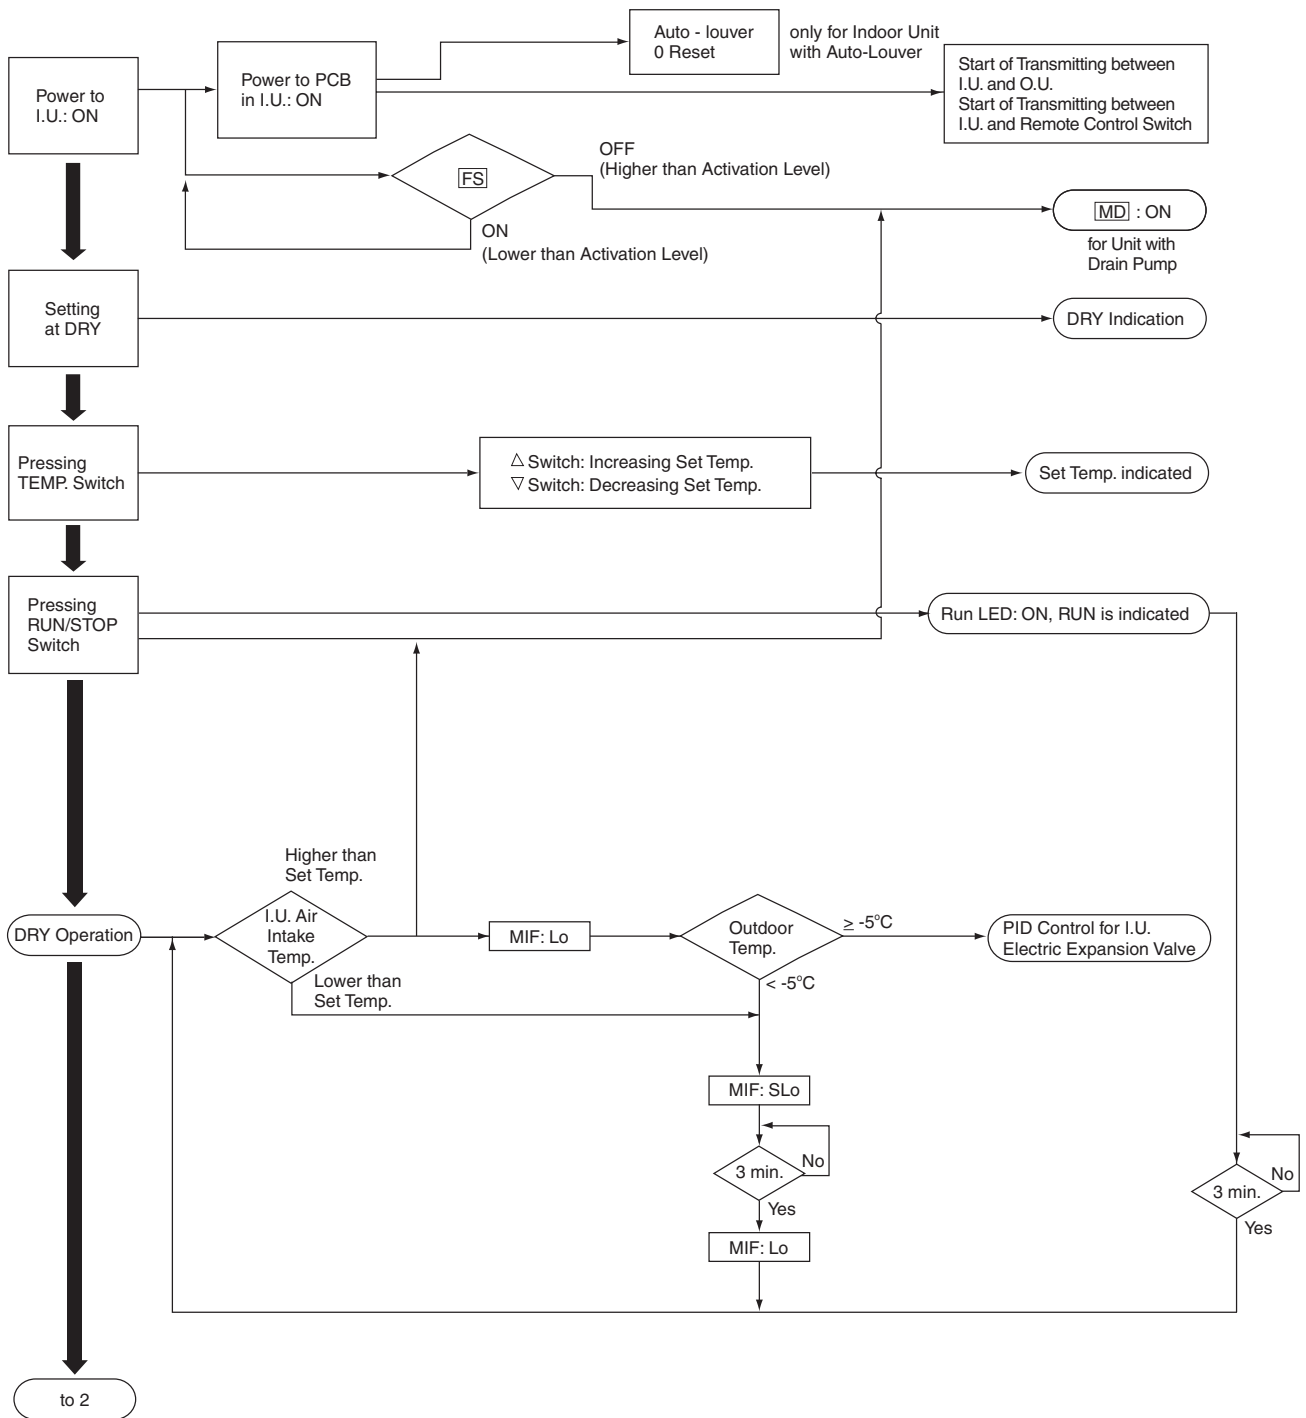 Auto - louver
0 Reset
only for Indoor Unit
with Auto-Louver
Power to
I.U.: ON
Power to PCB
in I.U.: ON
Start of Transmitting between
I.U. and O.U.
Start of Transmitting between
I.U. and Remote Control Switch
FS
OFF
(Higher than Activation Level)
ON
(Lower than Activation Level)
MD : ON
for Unit with
Drain Pump
Setting
at DRY
DRY Indication
Pressing
TEMP. Switch
△ Switch: Increasing Set Temp.
▽ Switch: Decreasing Set Temp.
Set Temp. indicated
Pressing
RUN/STOP
Switch
Run LED: ON, RUN is indicated
Higher than
Set Temp.
DRY Operation
I.U. Air
Intake
Temp.
Lower than
Set Temp.
MIF: Lo
Outdoor
Temp.
≥ -5°C
< -5°C
PID Control for I.U.
Electric Expansion Valve
MIF: SLo
3 min.
No
Yes
MIF: Lo
3 min.
No
Yes
to 2